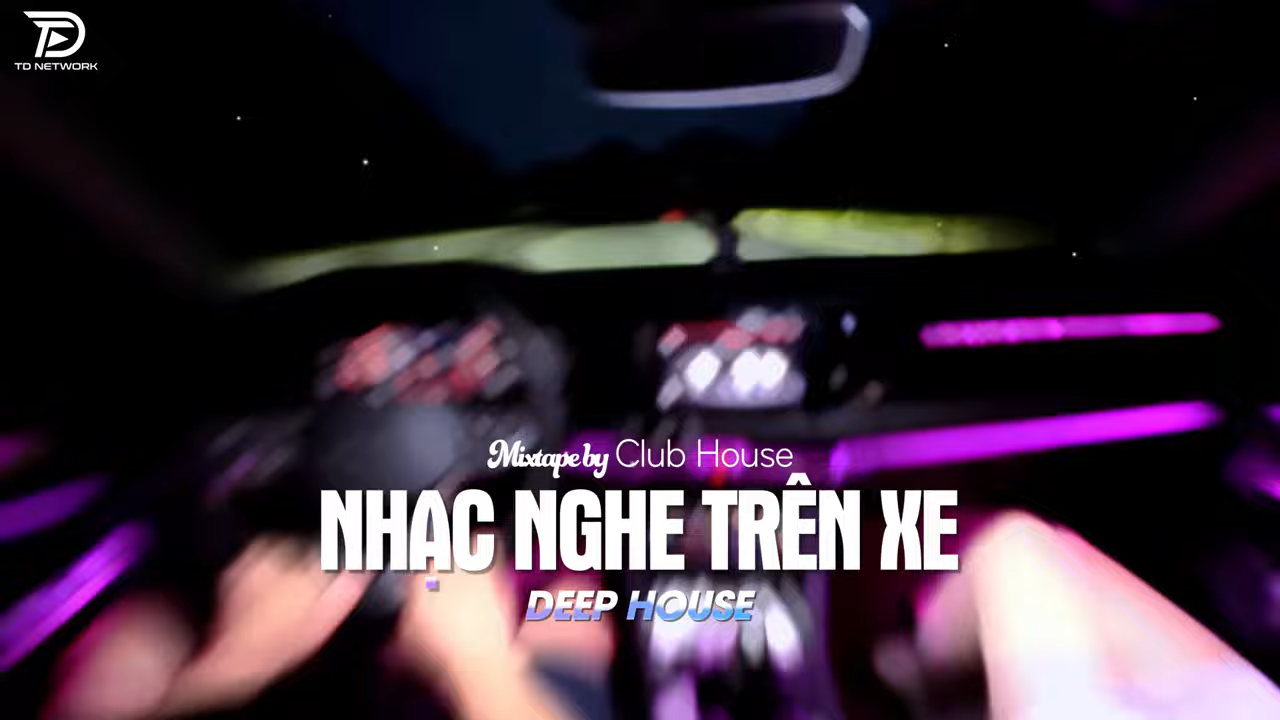 TD NETWORK
Mixtape by Club House
NHẠC NGHE TRÊN XE
DEEP HOUSE